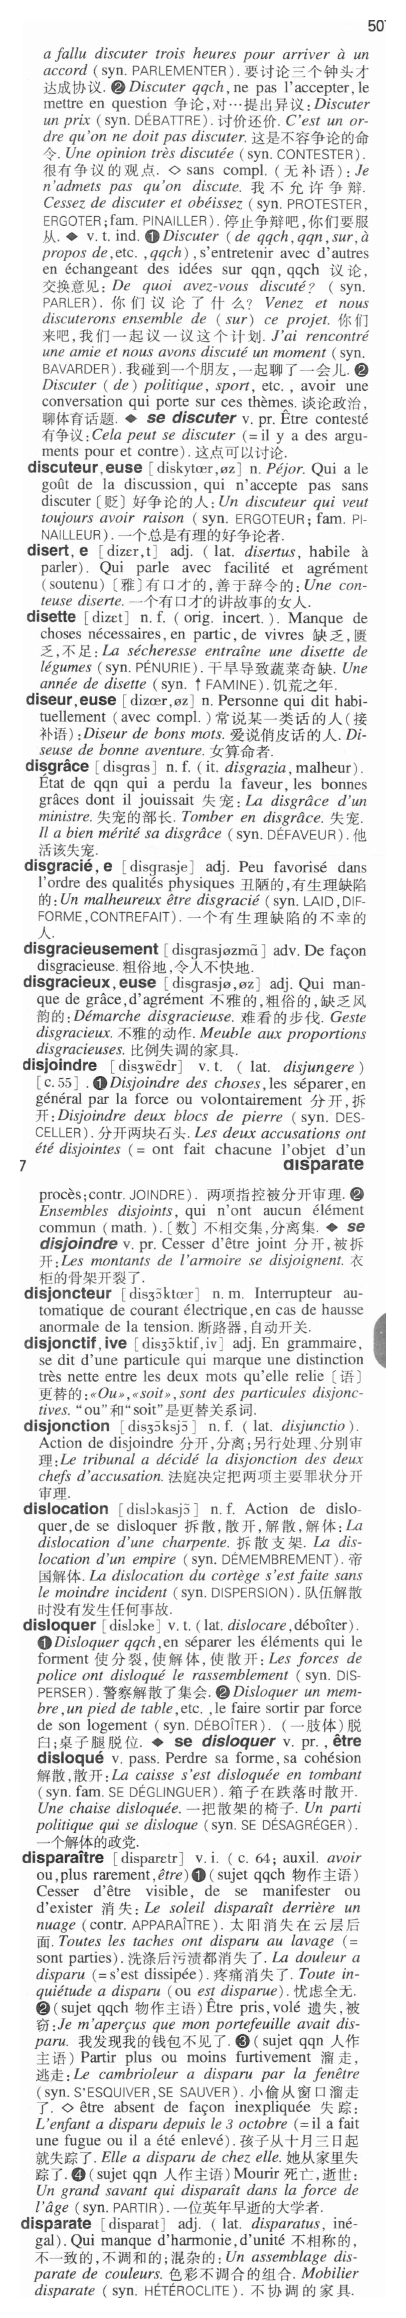 507
a fallu discuter trois heures pour arriver à un
accord ( syn. PARLEMENTER ) . 要讨论三个钟头才
达成协议. ❷ Discuter qqch, ne pas l'accepter, le
mettre en question 争论,对…提出异议: Discuter
un prix ( syn. DÉBATTRE ) . 讨价还价. C'est un or-
dre qu'on ne doit pas discuter. 这是不容争论的命
令. Une opinion très discutée ( syn. CONTESTER ) .
很有争议的观点. ◇ sans compl. ( 无补语 ) : Je
n'admets pas qu'on discute. 我不允许争辩.
Cessez de discuter et obéissez ( syn. PROTESTER ,
ERGOTER ; fam. PINAILLER ) . 停止争辩吧,你们要服
从. ◆ v. t. ind. ❶ Discuter ( de qqch , qqn , sur , à
propos de , etc. , qqch ) , s'entretenir avec d'autres
en échangeant des idées sur qqn, qqch 议论,
交换意见: De quoi avez-vous discuté ? ( syn.
PARLER ) . 你们议论了什么? Venez et nous
discuterons ensemble de ( sur ) ce projet. 你们
来吧,我们一起议一议这个计划. J'ai rencontré
une amie et nous avons discuté un moment ( syn.
BAVARDER ) . 我碰到一个朋友,一起聊了一会儿. ❷
Discuter ( de ) politique, sport, etc. , avoir une
conversation qui porte sur ces thèmes. 谈论政治,
聊体育话题. ◆ se discuter v. pr. Être contesté
有争议: Cela peut se discuter ( = il y a des argu-
ments pour et contre) . 这点可以讨论.
discuteur, euse [ diskytœr, øz ] n. Péjor. Qui a le
goût de la discussion, qui n'accepte pas sans
discuter [贬] 好争论的人: Un discuteur qui veut
toujours avoir raison ( syn. ERGOTEUR ; fam. PI-
NAILLEUR ) . 一个总是有理的好争论者.
disert, e [ dizɛr, t ] adj. ( lat. disertus, habile à
parler) . Qui parle avec facilité et agrément
( soutenu ) [雅] 有口才的,善于辞令的: Une con-
teuse diserte. 一个有口才的讲故事的女人.
disette [ dizɛt ] n. f. ( orig. incert. ) . Manque de
choses nécessaires, en partic, de vivres 缺乏,匮
乏,不足: La sécheresse entraîne une disette de
légumes ( syn. PÉNURIE ) . 干旱导致蔬菜奇缺. Une
année de disette ( syn. ↑ FAMINE ) . 饥荒之年.
diseur, euse [ dizœr, øz ] n. Personne qui dit habi-
tuellement ( avec compl. ) 常说某一类话的人 (接
补语) : Diseur de bons mots. 爱说俏皮话的人. Di-
seuse de bonne aventure. 女算命者.
disgrâce [ disgrɑs ] n. f. ( it. disgrazia, malheur ) .
État de qqn qui a perdu la faveur, les bonnes
grâces dont il jouissait 失宠: La disgrâce d'un
ministre. 失宠的部长. Tomber en disgrâce. 失宠.
Il a bien mérité sa disgrâce ( syn. DÉFAVEUR ) . 他
活该失宠.
disgracié, e [ disgrasje ] adj. Peu favorisé dans
l'ordre des qualités physiques 丑陋的,有生理缺陷
的: Un malheureux être disgracié ( syn. LAID , DIF-
FORME , CONTREFAIT ) . 一个有生理缺陷的不幸的
人.
disgracieusement [ disgrasjøzmɑ̃ ] adv. De façon
disgracieuse. 粗俗地,令人不快地.
disgracieux, euse [ disgrasjø, øz ] adj. Qui man-
que de grâce, d'agrément 不雅的,粗俗的,缺乏风
韵的: Démarche disgracieuse. 难看的步伐. Geste
disgracieux. 不雅的动作. Meuble aux proportions
disgracieuses. 比例失调的家具.
disjoindre [ disʒwɛ̃dr ] v. t. ( lat. disjungere )
[ c. 55 ] . ❶ Disjoindre des choses, les séparer, en
général par la force ou volontairement 分开,拆
开: Disjoindre deux blocs de pierre ( syn. DES-
CELLER ) . 分开两块石头. Les deux accusations ont
été disjointes ( = ont fait chacune l'objet d'un
7 disparate
procès ; contr. JOINDRE ) . 两项指控被分开审理. ❷
Ensembles disjoints, qui n'ont aucun élément
commun ( math. ) . [数] 不相交集,分离集. ◆ se
disjoindre v. pr. Cesser d'être joint 分开,被拆
开: Les montants de l'armoire se disjoignent. 衣
柜的骨架开裂了.
disjoncteur [ disʒɔ̃ktœr ] n. m. Interrupteur au-
tomatique de courant électrique, en cas de hausse
anormale de la tension. 断路器,自动开关.
disjonctif, ive [ disʒɔ̃ktif, iv ] adj. En grammaire,
se dit d'une particule qui marque une distinction
très nette entre les deux mots qu'elle relie [语]
更替的: «Ou», «soit», sont des particules disjonc-
tives. "ou"和"soit"是更替关系词.
disjonction [ disʒɔ̃ksjɔ̃ ] n. f. ( lat. disjunctio ) .
Action de disjoindre 分开,分离;另行处理、分别审
理: Le tribunal a décidé la disjonction des deux
chefs d'accusation. 法庭决定把两项主要罪状分开
审理.
dislocation [ dislɔkasjɔ̃ ] n. f. Action de dislo-
quer, de se disloquer 拆散,散开,解散,解体: La
dislocation d'une charpente. 拆散支架. La dis-
location d'un empire ( syn. DÉMEMBREMENT ) . 帝
国解体. La dislocation du cortège s'est faite sans
le moindre incident ( syn. DISPERSION ) . 队伍解散
时没有发生任何事故.
disloquer [ dislɔke ] v. t. ( lat. dislocare, déboîter ) .
❶ Disloquer qqch, en séparer les éléments qui le
forment 使分裂,使解体,使散开: Les forces de
police ont disloqué le rassemblement ( syn. DIS-
PERSER ) . 警察解散了集会. ❷ Disloquer un mem-
bre, un pied de table, etc. , le faire sortir par force
de son logement ( syn. DÉBOÎTER ) . (一肢体) 脱
臼;桌子腿脱位. ◆ se disloquer v. pr. , être
disloqué v. pass. Perdre sa forme, sa cohésion
解散,散开: La caisse s'est disloquée en tombant
( syn. fam. SE DÉGLINGUER ) . 箱子在跌落时散开.
Une chaise disloquée. 一把散架的椅子. Un parti
politique qui se disloque ( syn. SE DÉSAGRÉGER ) .
一个解体的政党.
disparaître [ disparɛtr ] v. i. ( c. 64 ; auxil. avoir
ou, plus rarement, être ) ❶ ( sujet qqch 物作主语 )
Cesser d'être visible, de se manifester ou
d'exister 消失: Le soleil disparaît derrière un
nuage ( contr. APPARAÎTRE ) . 太阳消失在云层后
面. Toutes les taches ont disparu au lavage ( =
sont parties) . 洗涤后污渍都消失了. La douleur a
disparu ( = s'est dissipée) . 疼痛消失了. Toute in-
quiétude a disparu ( ou est disparue ) . 忧虑全无.
❷ ( sujet qqch 物作主语 ) Être pris, volé 遗失,被
窃: Je m'aperçus que mon portefeuille avait dis-
paru. 我发现我的钱包不见了. ❸ ( sujet qqn 人作
主语 ) Partir plus ou moins furtivement 溜走,
逃走: Le cambrioleur a disparu par la fenêtre
( syn. S'ESQUIVER , SE SAUVER ) . 小偷从窗口溜走
了. ◇ être absent de façon inexpliquée 失踪:
L'enfant a disparu depuis le 3 octobre ( = il a fait
une fugue ou il a été enlevé) . 孩子从十月三日起
就失踪了. Elle a disparu de chez elle. 她从家里失
踪了. ❹ ( sujet qqn 人作主语 ) Mourir 死亡,逝世:
Un grand savant qui disparaît dans la force de
l'âge ( syn. PARTIR ) . 一位英年早逝的大学者.
disparate [ disparat ] adj. ( lat. disparatus, iné-
gal ) . Qui manque d'harmonie, d'unité 不相称的,
不一致的,不调和的;混杂的: Un assemblage dis-
parate de couleurs. 色彩不调合的组合. Mobilier
disparate ( syn. HÉTÉROCLITE ) . 不协调的家具.